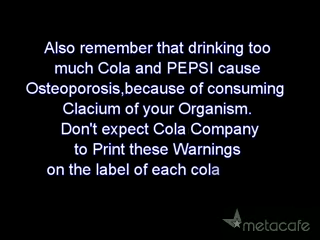 Also remember that drinking too
much Cola and PEPSI cause
Osteoporosis,because of consuming
Clacium of your Organism.
Don't expect Cola Company
to Print these Warnings
on the label of each cola
metacafe